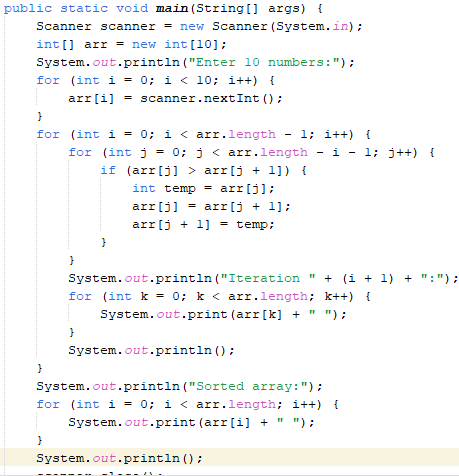 public static void main(String[] args) {
    Scanner scanner = new Scanner(System.in);
    int[] arr = new int[10];
    System.out.println("Enter 10 numbers:");
    for (int i = 0; i < 10; i++) {
        arr[i] = scanner.nextInt();
    }
    for (int i = 0; i < arr.length - 1; i++) {
        for (int j = 0; j < arr.length - i - 1; j++) {
            if (arr[j] > arr[j + 1]) {
                int temp = arr[j];
                arr[j] = arr[j + 1];
                arr[j + 1] = temp;
            }
        }
        System.out.println("Iteration " + (i + 1) + ":");
        for (int k = 0; k < arr.length; k++) {
            System.out.print(arr[k] + " ");
        }
        System.out.println();
    }
    System.out.println("Sorted array:");
    for (int i = 0; i < arr.length; i++) {
        System.out.print(arr[i] + " ");
    }
    System.out.println();